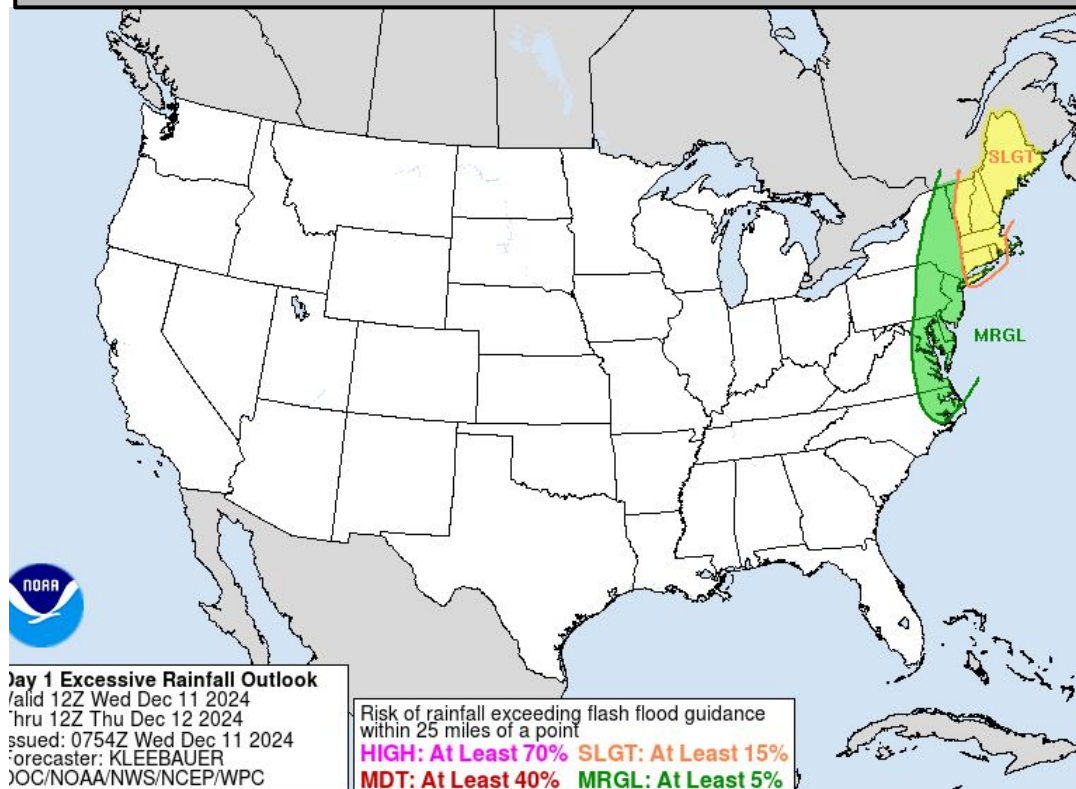 SLGT
MRGL
NOAA
Day 1 Excessive Rainfall Outlook
Valid 12Z Wed Dec 11 2024
Thru 12Z Thu Dec 12 2024
Issued: 0754Z Wed Dec 11 2024
Forecaster: KLEEBAUER
DOC/NOAA/NWS/NCEP/WPC
Risk of rainfall exceeding flash flood guidance
within 25 miles of a point
HIGH: At Least 70% SLGT: At Least 15%
MDT: At Least 40% MRGL: At Least 5%